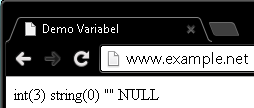 Demo Variabel
www.example.net
int(3) string(0) "" NULL